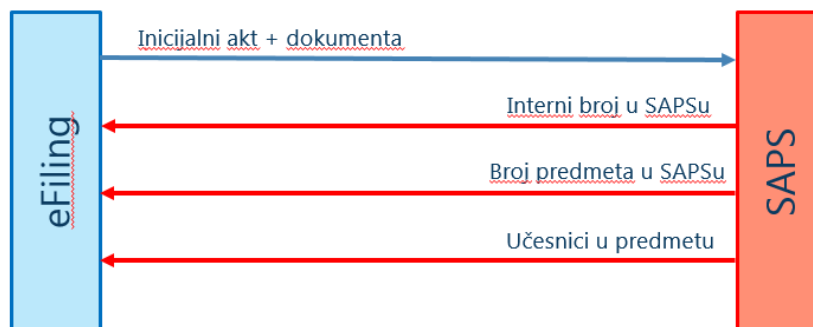 Inicijalni akt + dokumenta
Interni broj u SAPSu
Broj predmeta u SAPSu
Učesnici u predmetu
eFiling
SAPS